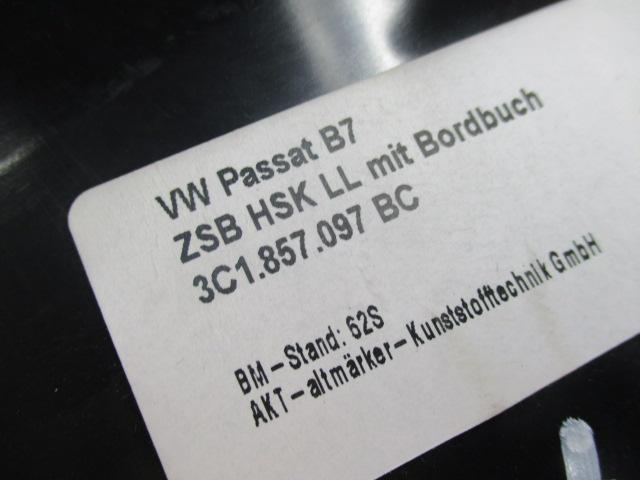 VW Passat B7
ZSB HSK LL mit Bordbuch
3C1.857.097 BC
BM-Stand: 62S
AKT-altmärker-Kunststofftechnik GmbH